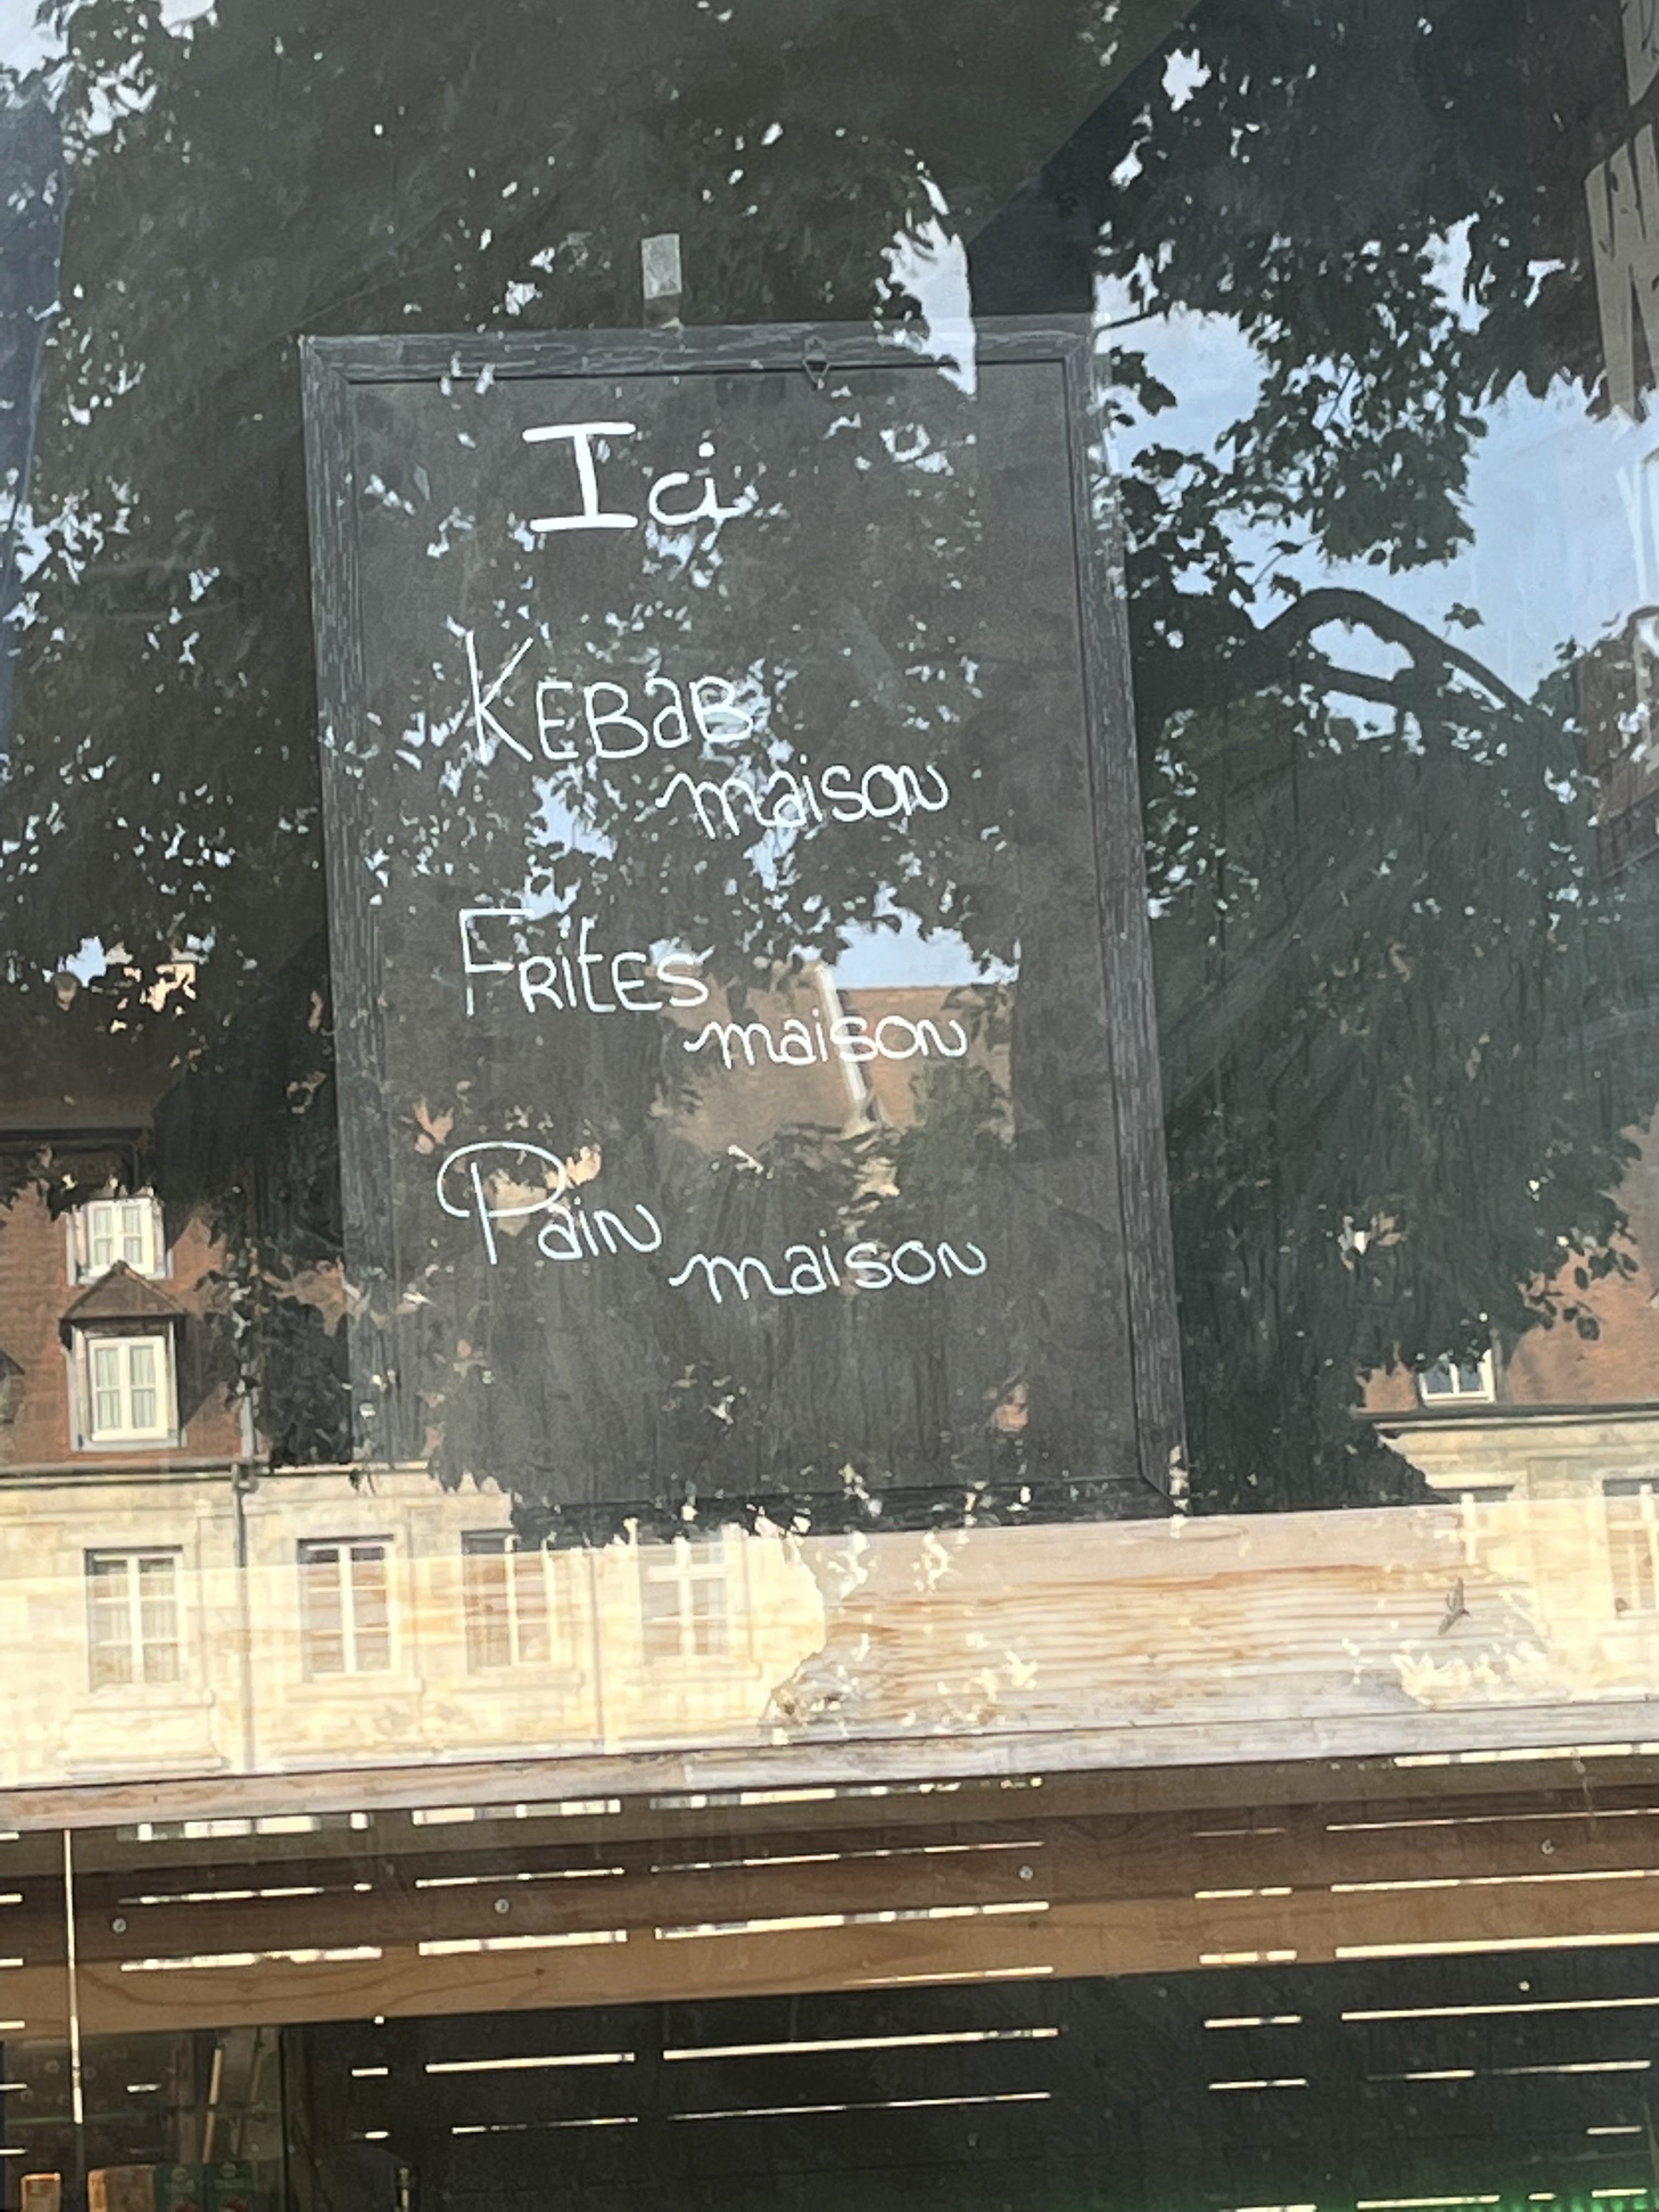 Ici
KEBaB
maison
FRitES
maison
Pain
maison